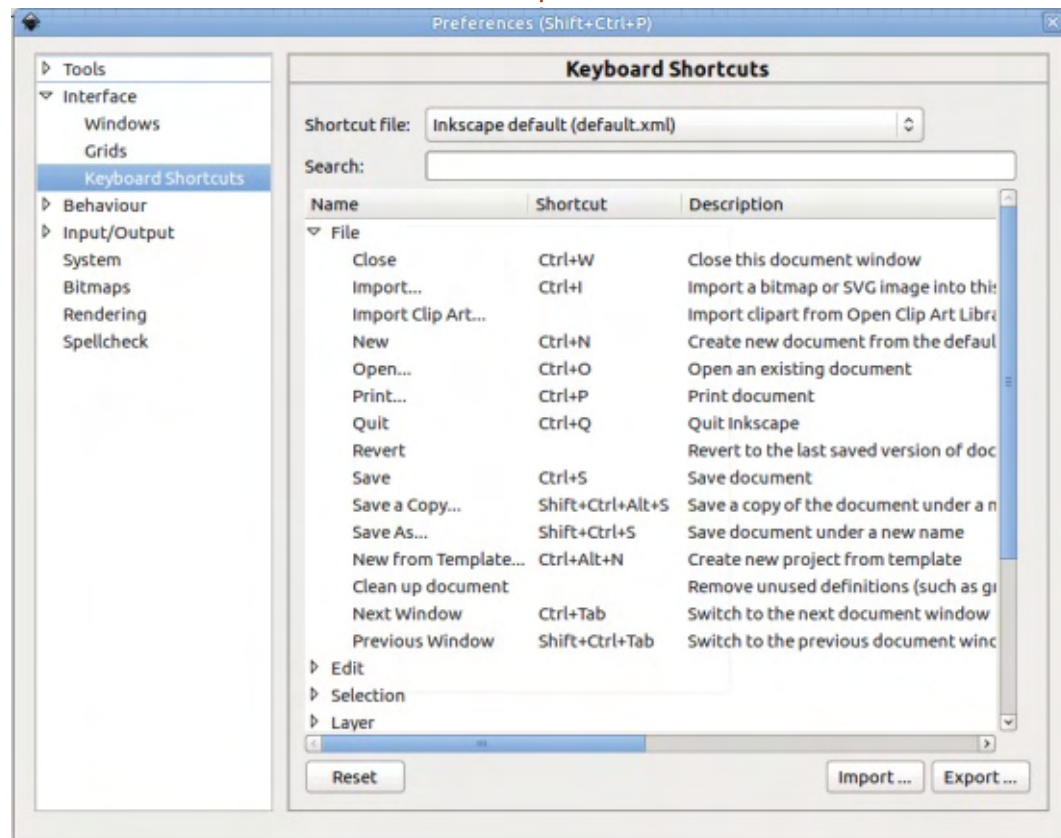 Preferences (Shift+Ctrl+P)
Tools
Interface
Windows
Grids
Keyboard Shortcuts
Behaviour
Input/Output
System
Bitmaps
Rendering
Spellcheck
Keyboard Shortcuts
Shortcut file: Inkscape default (default.xml)
Search:
Name Shortcut Description
File
Close Ctrl+W Close this document window
Import... Ctrl+I Import a bitmap or SVG image into this
Import Clip Art... Import clipart from Open Clip Art Libra
New Ctrl+N Create new document from the defaul
Open... Ctrl+O Open an existing document
Print... Ctrl+P Print document
Quit Ctrl+Q Quit Inkscape
Revert Revert to the last saved version of doc
Save Ctrl+S Save document
Save a Copy... Shift+Ctrl+Alt+S Save a copy of the document under a n
Save As... Shift+Ctrl+S Save document under a new name
New from Template... Ctrl+Alt+N Create new project from template
Clean up document Remove unused definitions (such as gr
Next Window Ctrl+Tab Switch to the next document window
Previous Window Shift+Ctrl+Tab Switch to the previous document winc
Edit
Selection
Layer
Reset Import ... Export ...